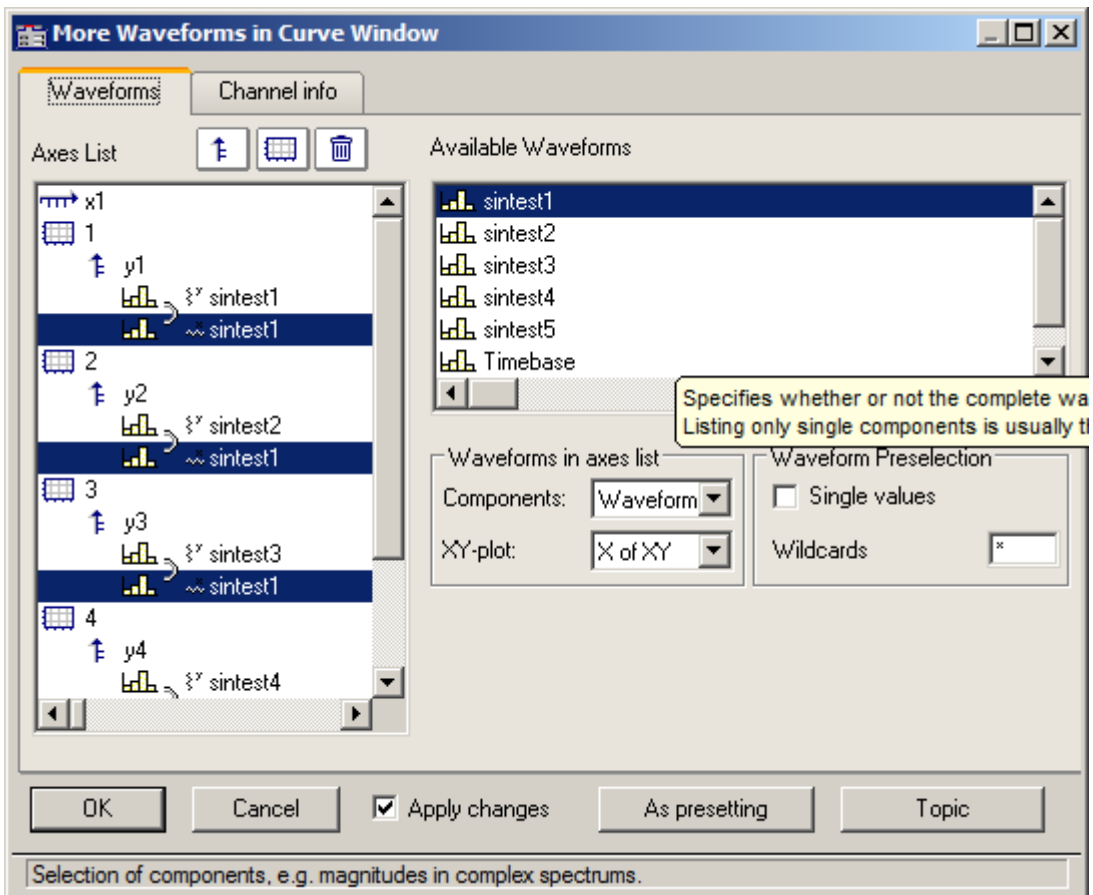 More Waveforms in Curve Window
Waveforms
Channel info
Axes List
Available Waveforms
x1
1
y1
sintest1
sintest1
2
y2
sintest2
sintest1
3
y3
sintest3
sintest1
4
y4
sintest4
sintest1
sintest2
sintest3
sintest4
sintest5
Timebase
Specifies whether or not the complete wa
Listing only single components is usually t
Waveforms in axes list
Components:
Waveform
XY-plot:
X of XY
Waveform Preselection
Single values
Wildcards
*
OK
Cancel
Apply changes
As presetting
Topic
Selection of components, e.g. magnitudes in complex spectrums.